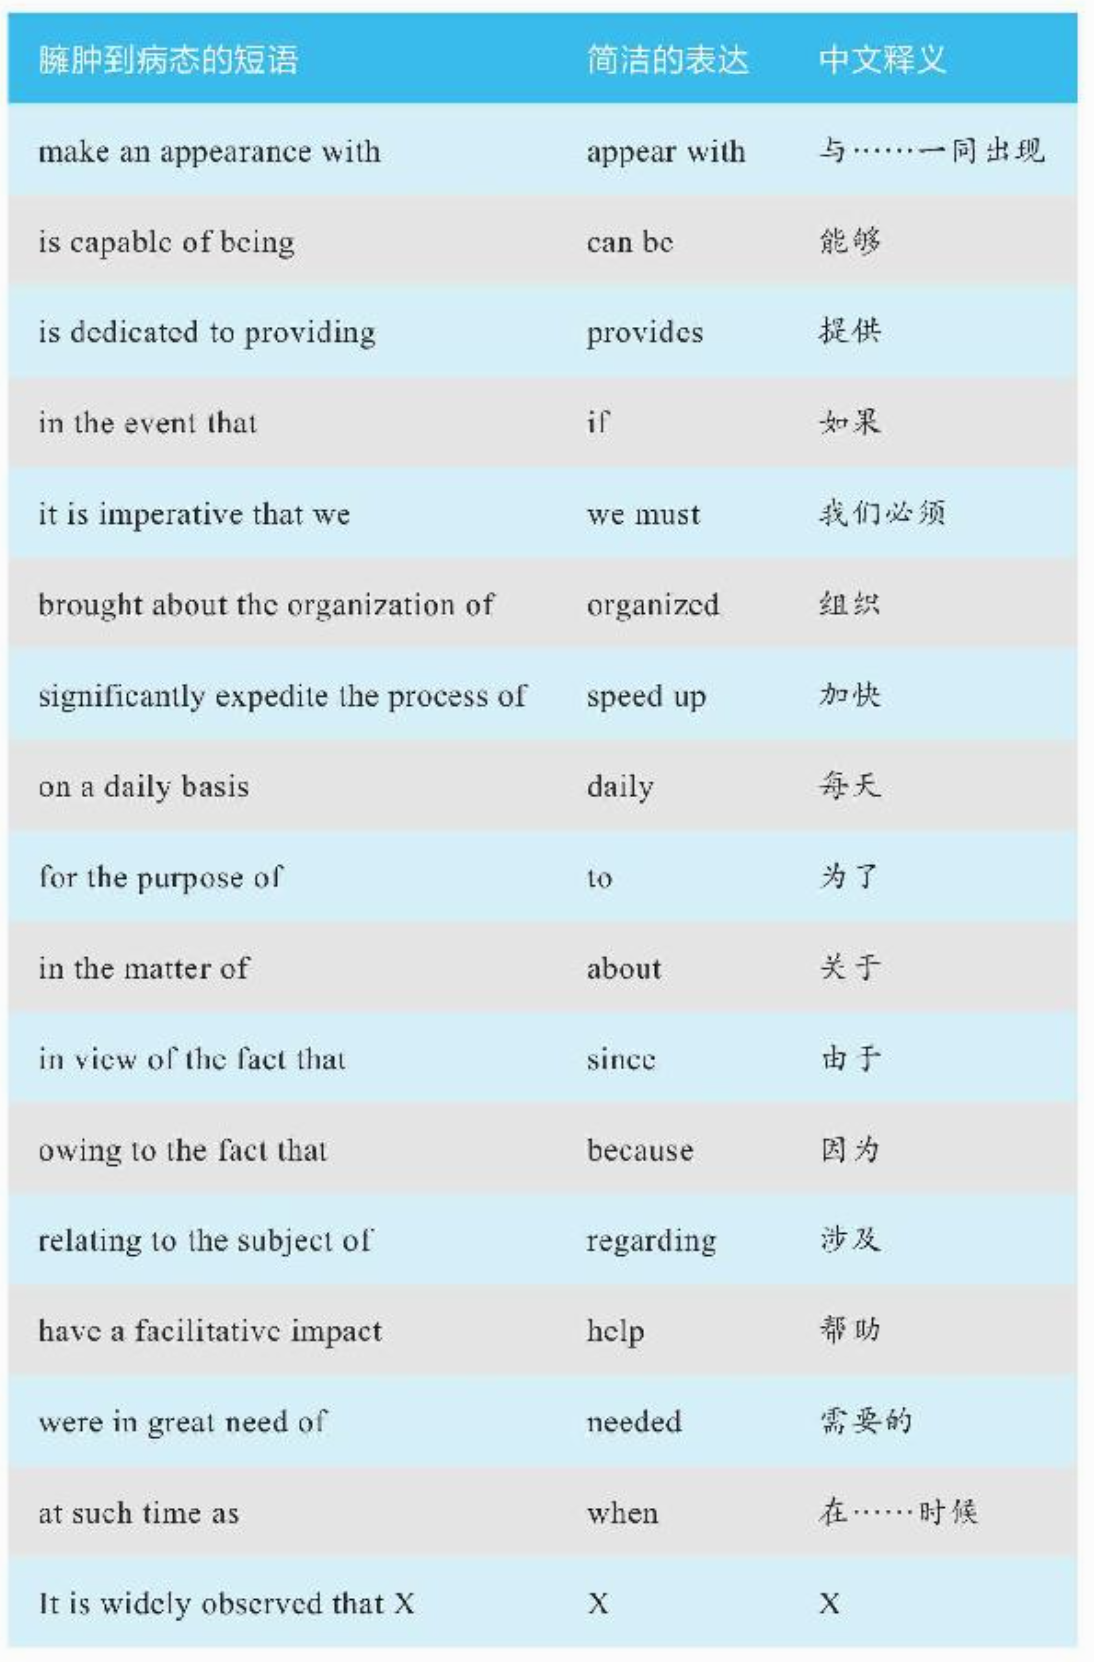 臃肿到病态的短语 简洁的表达 中文释义
make an appearance with appear with 与……一同出现
is capable of being can be 能够
is dedicated to providing provides 提供
in the event that if 如果
it is imperative that we we must 我们必须
brought about the organization of organized 组织
significantly expedite the process of speed up 加快
on a daily basis daily 每天
for the purpose of to 为了
in the matter of about 关于
in view of the fact that since 由于
owing to the fact that because 因为
relating to the subject of regarding 涉及
have a facilitative impact help 帮助
were in great need of needed 需要的
at such time as when 在……时候
It is widely observed that X X X